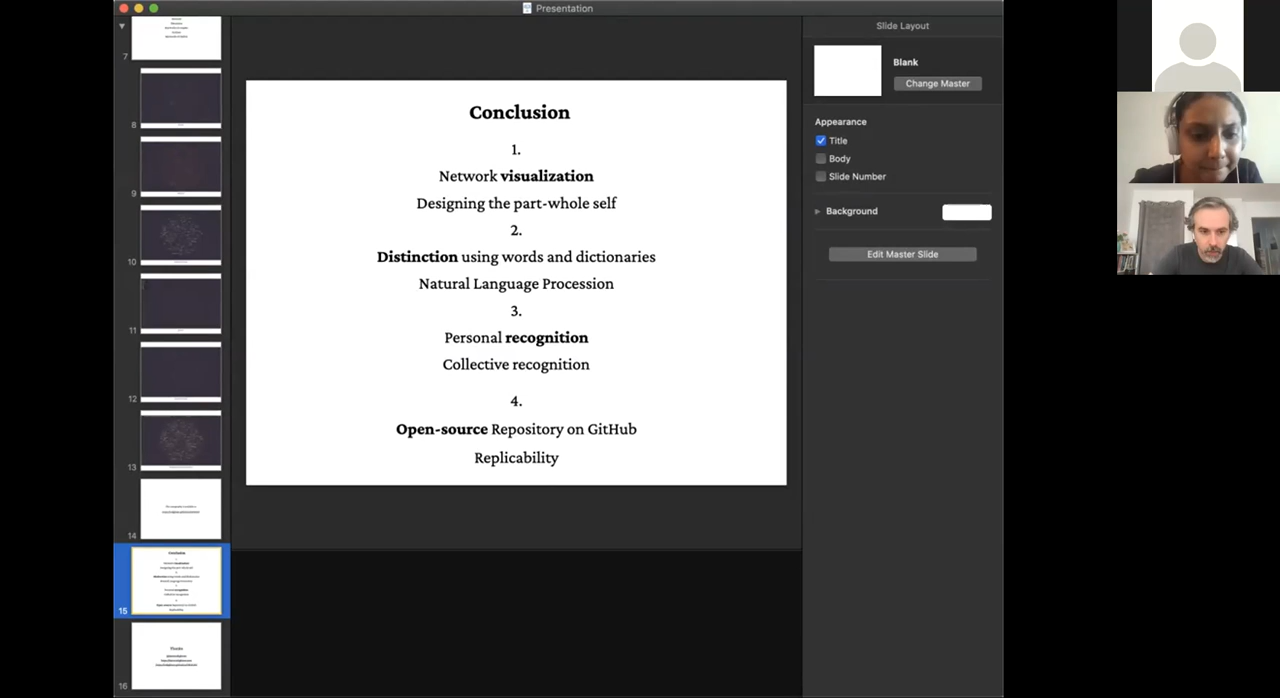 Presentation
Slide Layout
Blank
Change Master
Appearance
Title
Body
Slide Number
Background
Edit Master Slide
Conclusion
1.
Network visualization
Designing the part-whole self
2.
Distinction using words and dictionaries
Natural Language Procession
3.
Personal recognition
Collective recognition
4.
Open-source Repository on GitHub
Replicability
7
8
9
10
11
12
13
14
15
Conclusion
16
Thanks